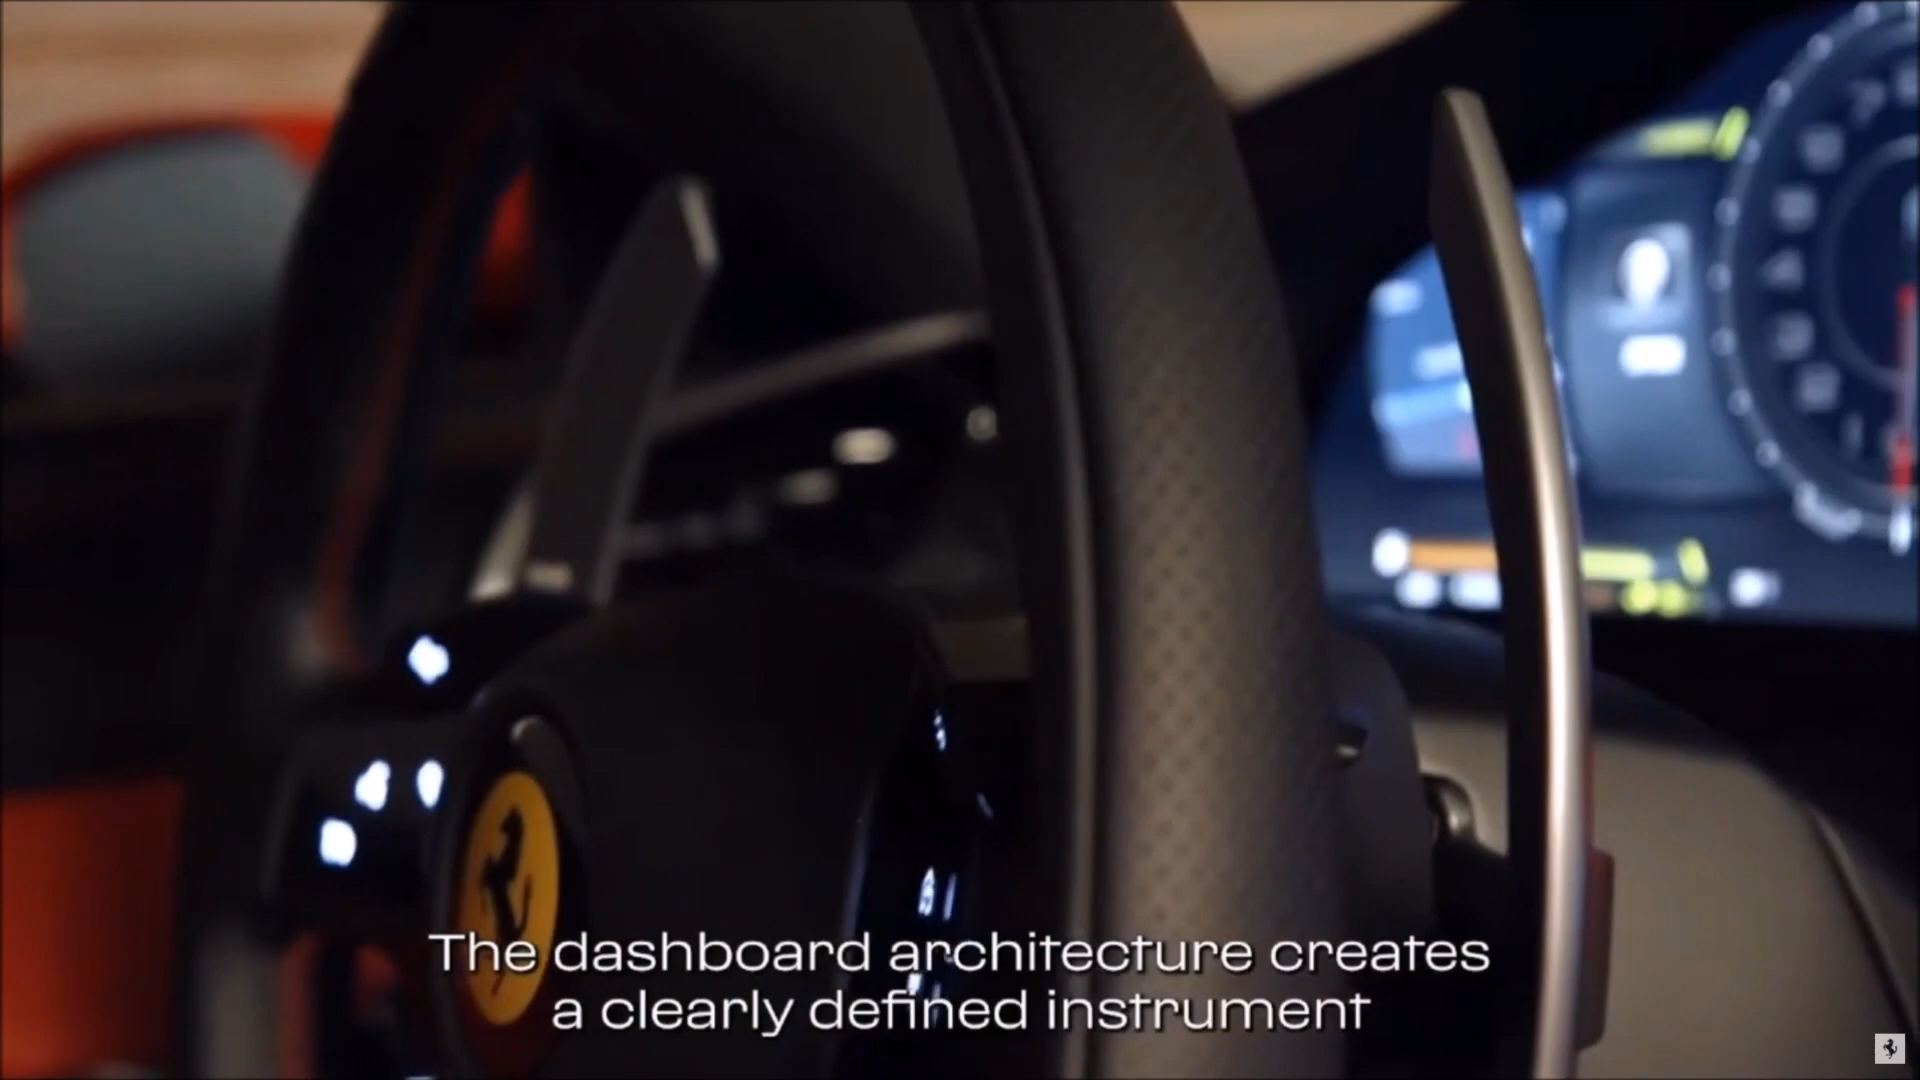 The dashboard architecture creates
a clearly defined instrument